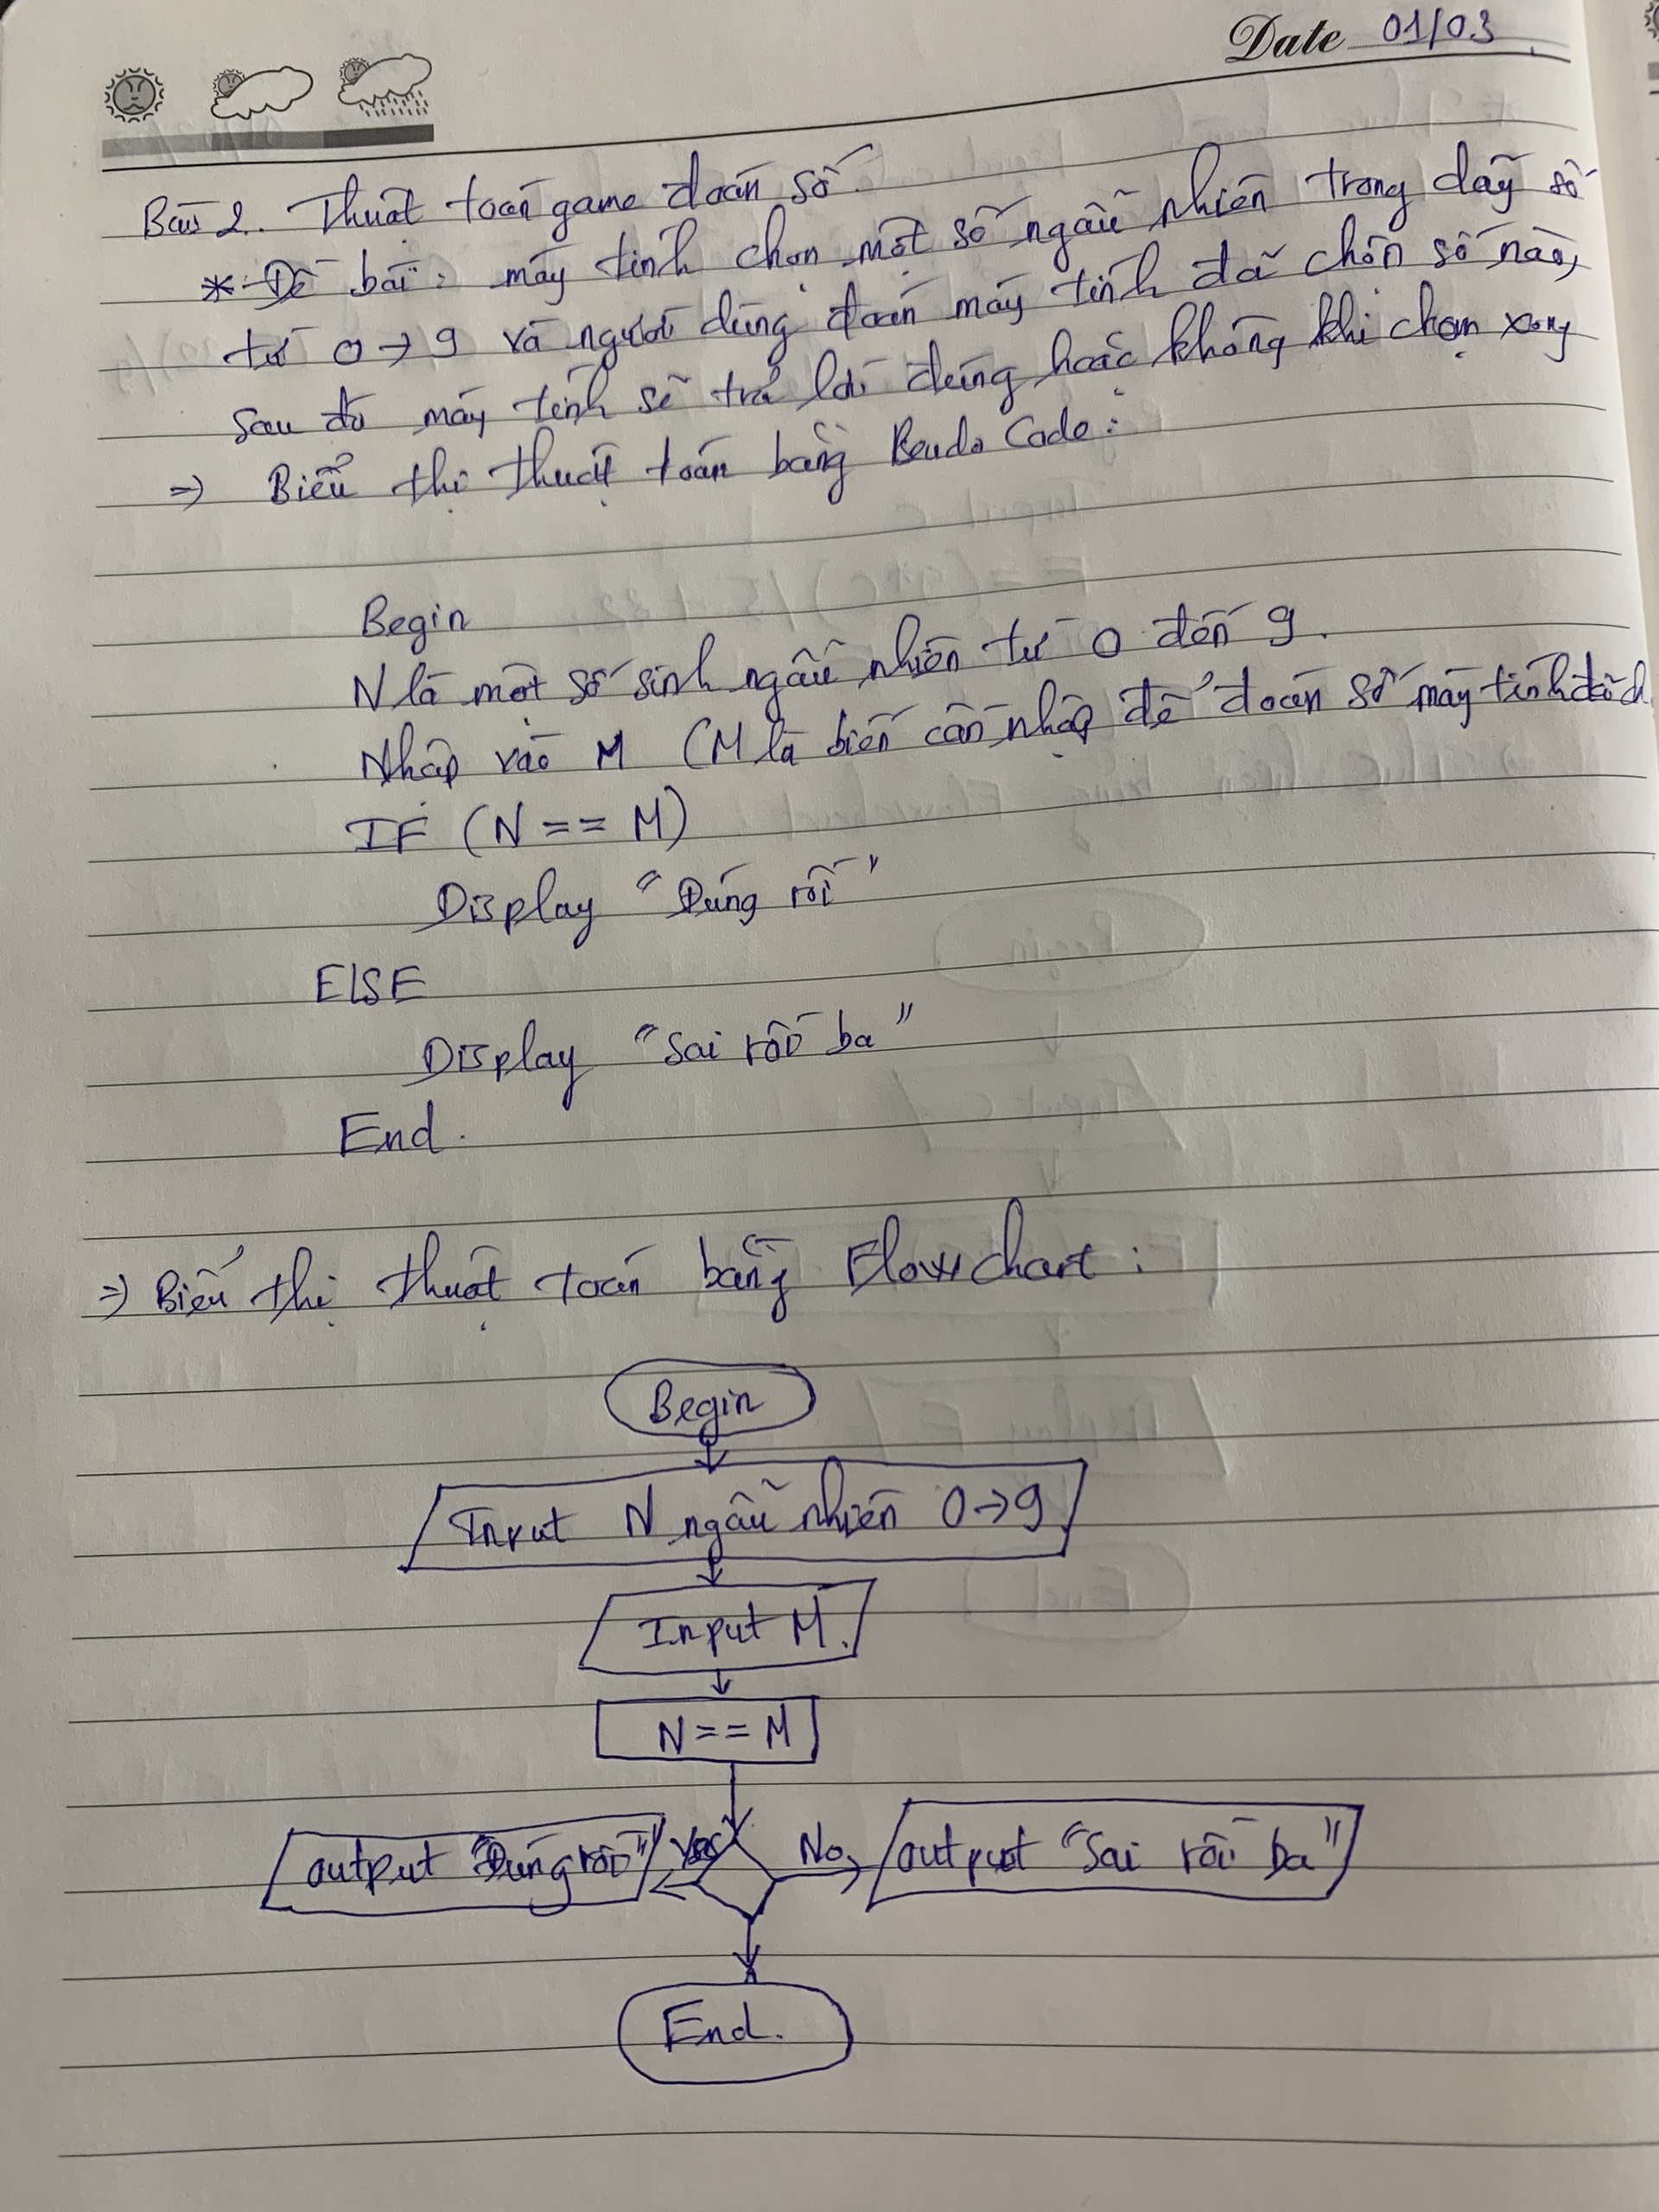 Date 01/03
Bài 2. Thuật toán game đoán số.
* Đề bài: máy tính chọn một số ngẫu nhiên trong dãy số
từ 0 → 9 và người dùng đoán máy tính đã chọn số nào,
sau đó máy tính sẽ trả lời đúng hoặc không khi chọn xong
=> Biểu thị thuật toán bằng Code:
Begin
N là một số sinh ngẫu nhiên từ 0 đến 9.
Nhập vào M (M là biến cần nhập để đoán số máy tính
IF (N == M)
Display "Đúng rồi"
ELSE
Display "Sai rồi ba"
End.
=> Biểu thị thuật toán bằng Flowchart:
Begin
Input N ngẫu nhiên 0→9
Input M.
N == M
output "Đúng rồi" Yes No output "Sai rồi ba"
End.